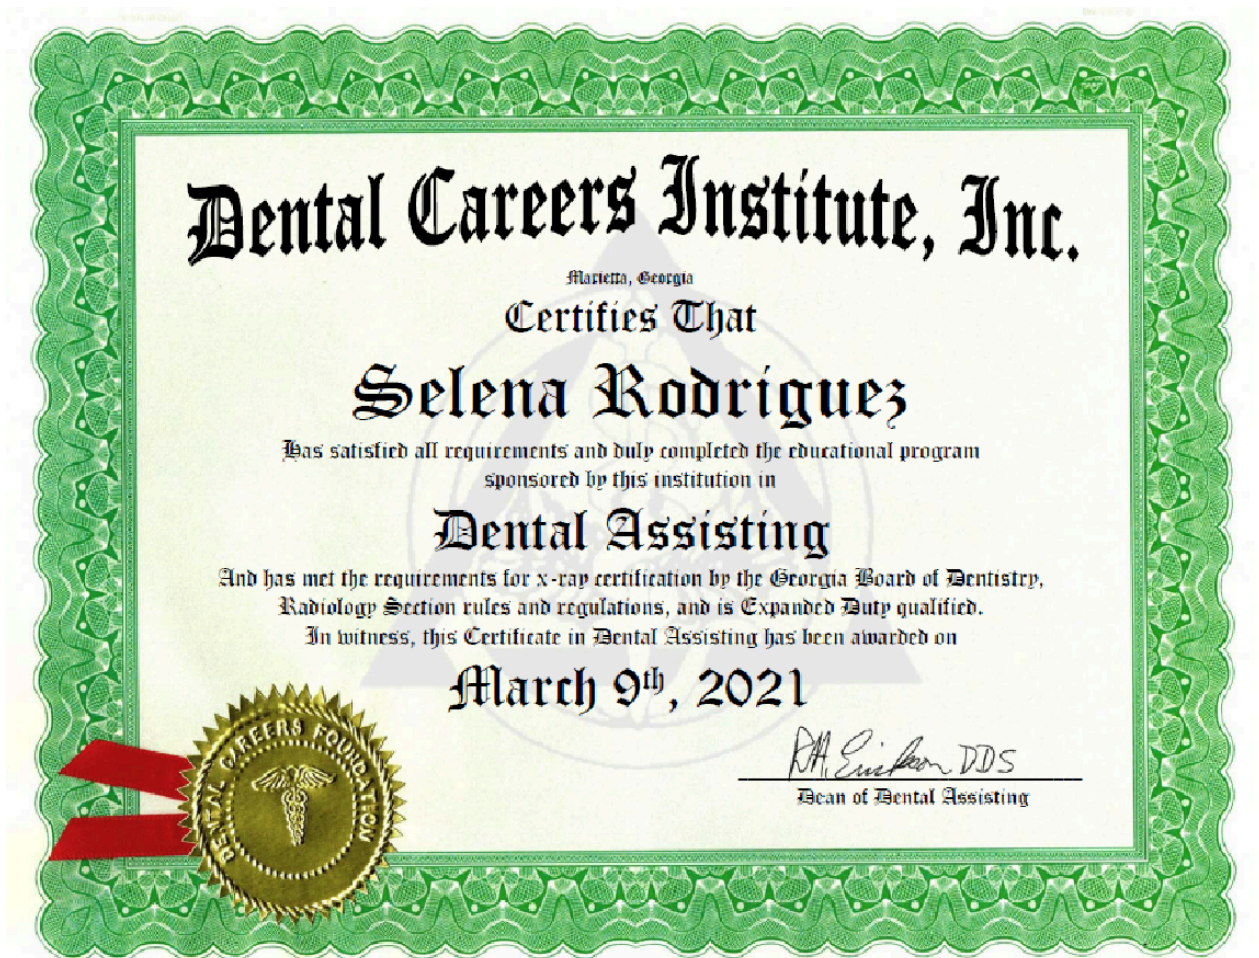 Dental Careers Institute, Inc.
Marietta, Georgia
Certifies That
Selena Rodriguez
Has satisfied all requirements and duly completed the educational program
sponsored by this institution in
Dental Assisting
And has met the requirements for x-ray certification by the Georgia Board of Dentistry,
Radiology Section rules and regulations, and is Expanded Duty qualified.
In witness, this Certificate in Dental Assisting has been awarded on
March 9th, 2021
DDS
Dean of Dental Assisting
DENTAL CAREERS FOUNDATION